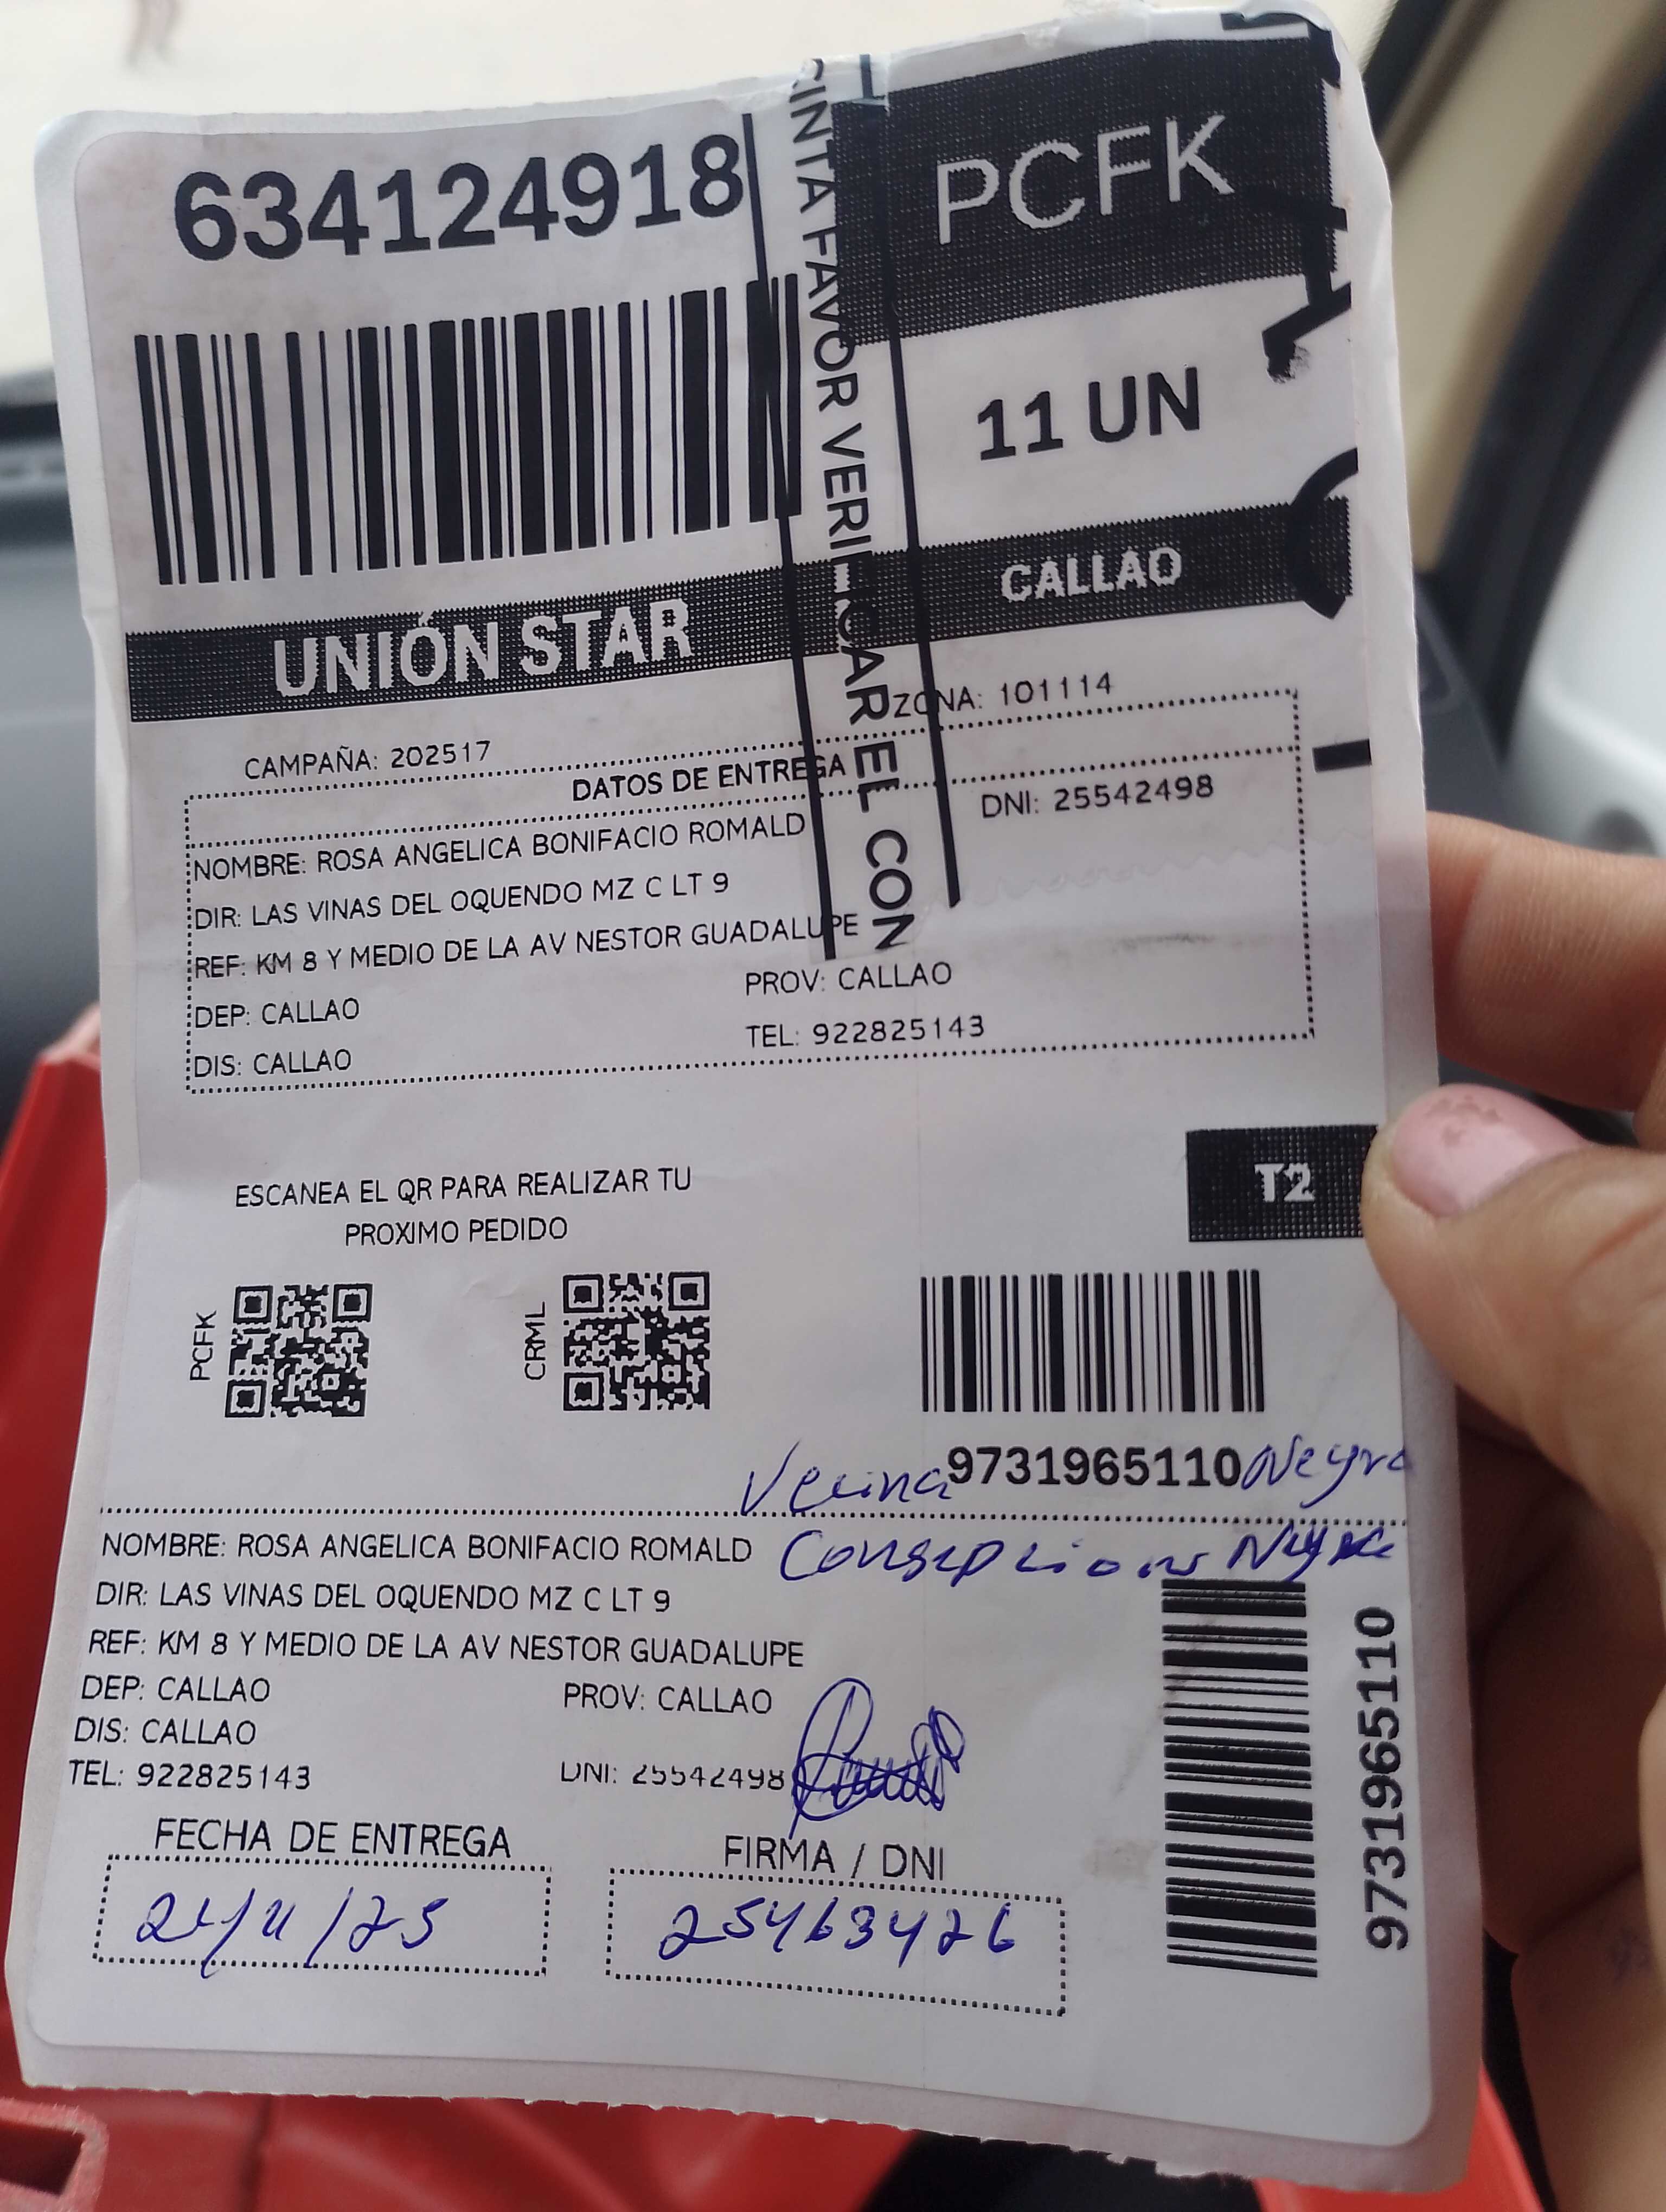 634124918
PCFK
11 UN
UNIÓN STAR
CALLAO
CINTA FAVOR VERIFICAR EL CON
CAMPAÑA: 202517
ZONA: 101114
DATOS DE ENTREGA
NOMBRE: ROSA ANGELICA BONIFACIO ROMALD
DNI: 25542498
DIR: LAS VINAS DEL OQUENDO MZ C LT 9
REF: KM 8 Y MEDIO DE LA AV NESTOR GUADALUPE
DEP: CALLAO PROV: CALLAO
DIS: CALLAO TEL: 922825143
T2
ESCANEA EL QR PARA REALIZAR TU
PROXIMO PEDIDO
PCFK
CRML
9731965110
Vecina Neyra
NOMBRE: ROSA ANGELICA BONIFACIO ROMALD
Consepcion
DIR: LAS VINAS DEL OQUENDO MZ C LT 9
REF: KM 8 Y MEDIO DE LA AV NESTOR GUADALUPE
DEP: CALLAO PROV: CALLAO
DIS: CALLAO
TEL: 922825143 DNI: 25542498
9731965110
FECHA DE ENTREGA
FIRMA / DNI
25463426